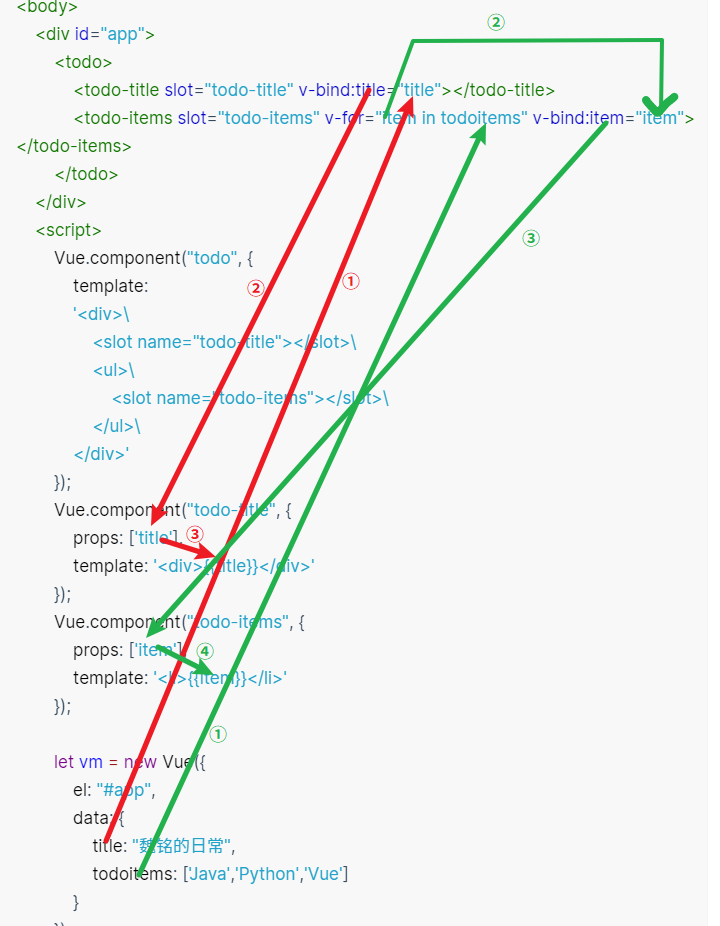 <body>
<div id="app">
<todo>
<todo-title slot="todo-title" v-bind:title="title"></todo-title>
<todo-items slot="todo-items" v-for="item in todoitems" v-bind:item="item">
</todo-items>
</todo>
</div>
<script>
Vue.component("todo", {
template:
'<div>\
<slot name="todo-title"></slot>\
<ul>\
<slot name="todo-items"></slot>\
</ul>\
</div>'
});
Vue.component("todo-title", {
props: ['title'],
template: '<div>{{title}}</div>'
});
Vue.component("todo-items", {
props: ['item'],
template: '<li>{{item}}</li>'
});
let vm = new Vue({
el: "#app",
data: {
title: "魏铭的日常",
todoitems: ['Java','Python','Vue']
}
②
③
②
①
③
④
①